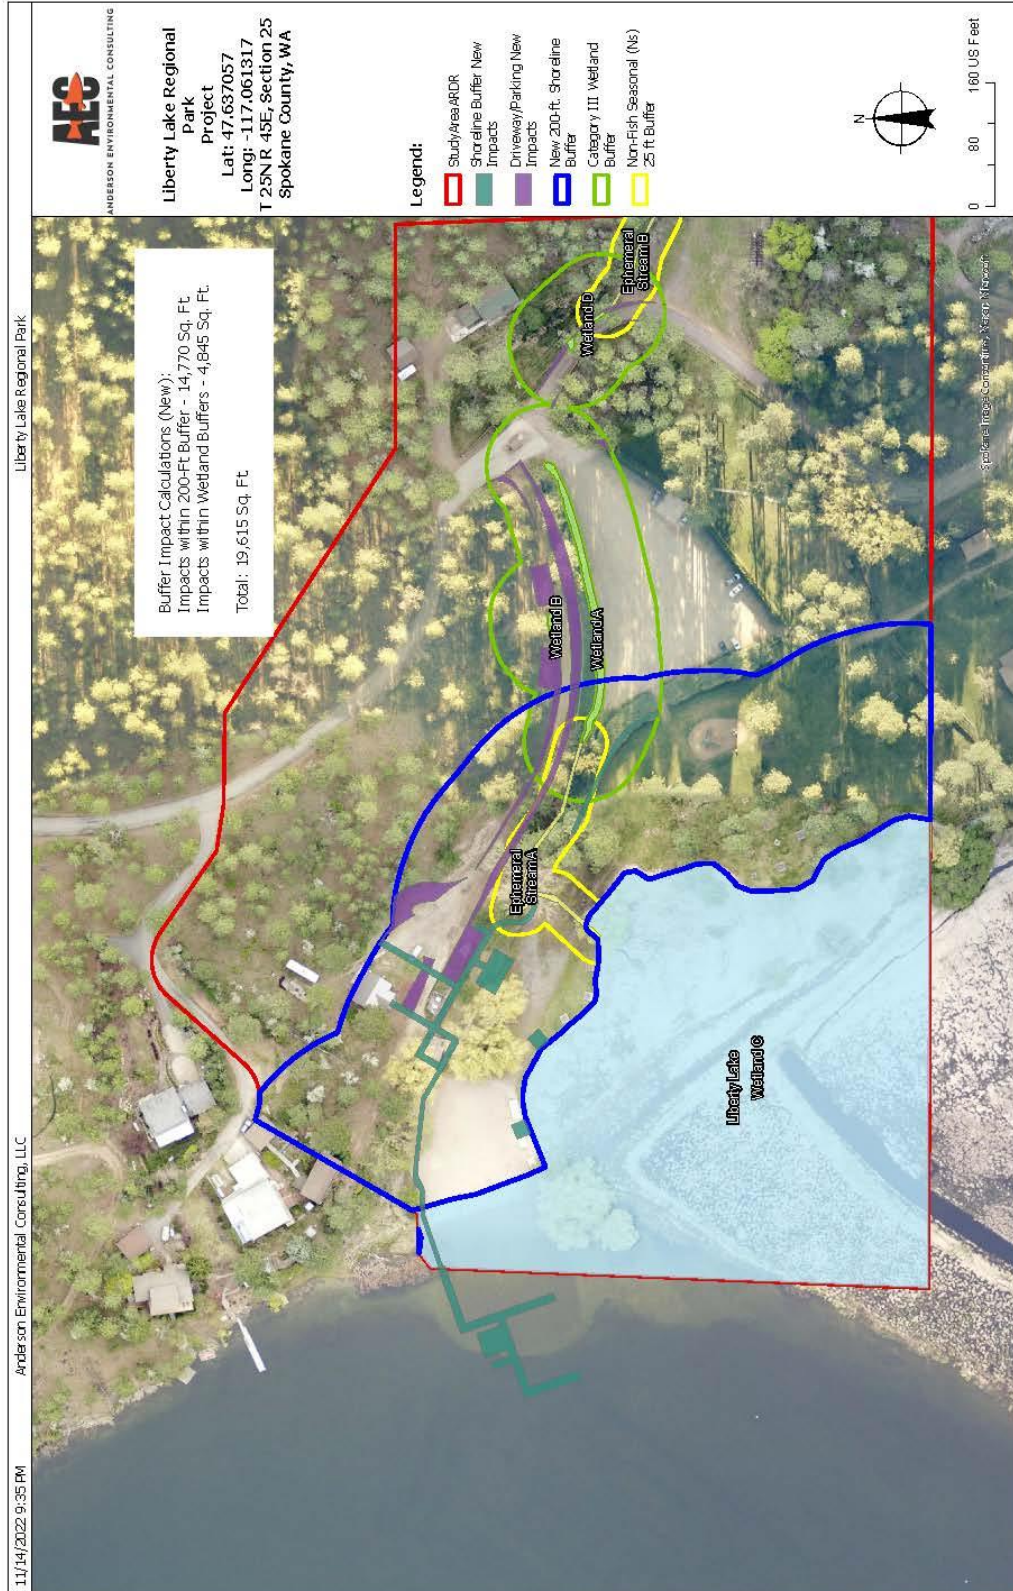 11/14/2022 9:35 PM
Anderson Environmental Consulting, LLC
Liberty Lake Regional Park
AEC
ANDERSON ENVIRONMENTAL CONSULTING
Liberty Lake Regional
Park
Project
Lat: 47.637057
Long: -117.061317
T 25N R 45E, Section 25
Spokane County, WA
Legend:
StudyAreaARDR
Shoreline Buffer New
Impacts
Driveway/Parking New
Impacts
New 200-ft. Shoreline
Buffer
Category III Wetland
Buffer
Non-Fish Seasonal (Ns)
25 ft Buffer
N
0 80 160 US Feet
Buffer Impact Calculations (New):
Impacts within 200-Ft Buffer - 14,770 Sq. Ft.
Impacts within Wetland Buffers - 4,845 Sq. Ft.
Total: 19,615 Sq. Ft.
Ephemeral
Stream B
Wetland D
Wetland B
Wetland A
Ephemeral
Stream A
Liberty Lake
Wetland C